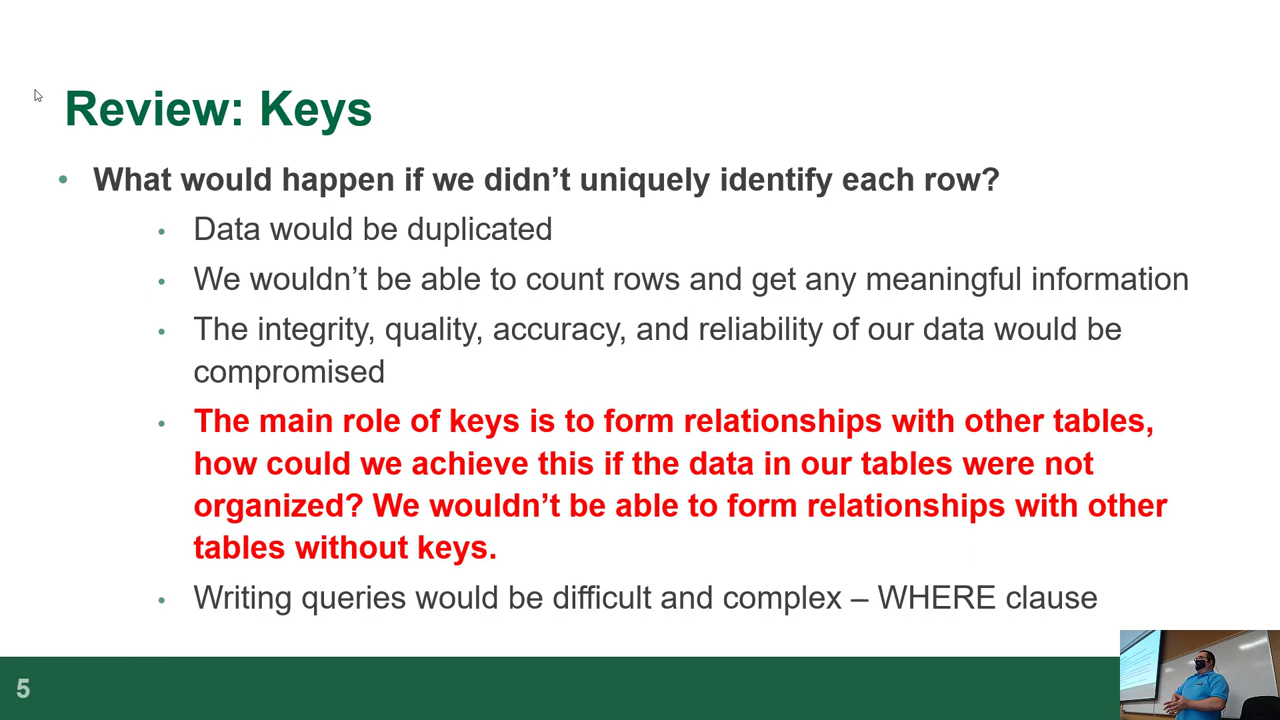 Review: Keys
• What would happen if we didn’t uniquely identify each row?
• Data would be duplicated
• We wouldn’t be able to count rows and get any meaningful information
• The integrity, quality, accuracy, and reliability of our data would be
compromised
• The main role of keys is to form relationships with other tables,
how could we achieve this if the data in our tables were not
organized? We wouldn’t be able to form relationships with other
tables without keys.
• Writing queries would be difficult and complex – WHERE clause
5